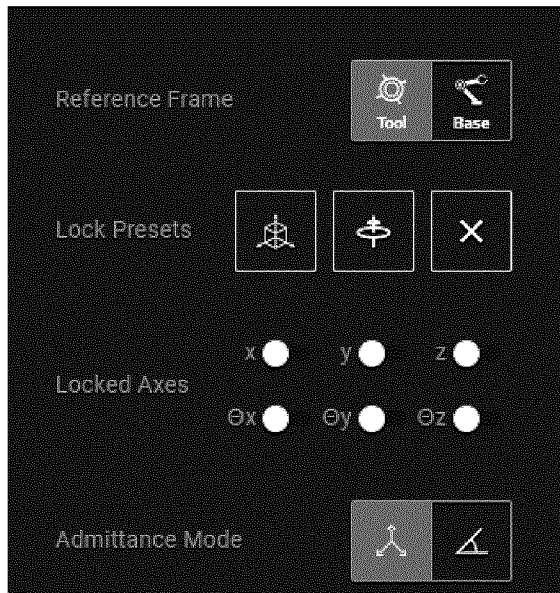 Reference Frame
Tool
Base
Lock Presets
Locked Axes
x
y
z
Θx
Θy
Θz
Admittance Mode